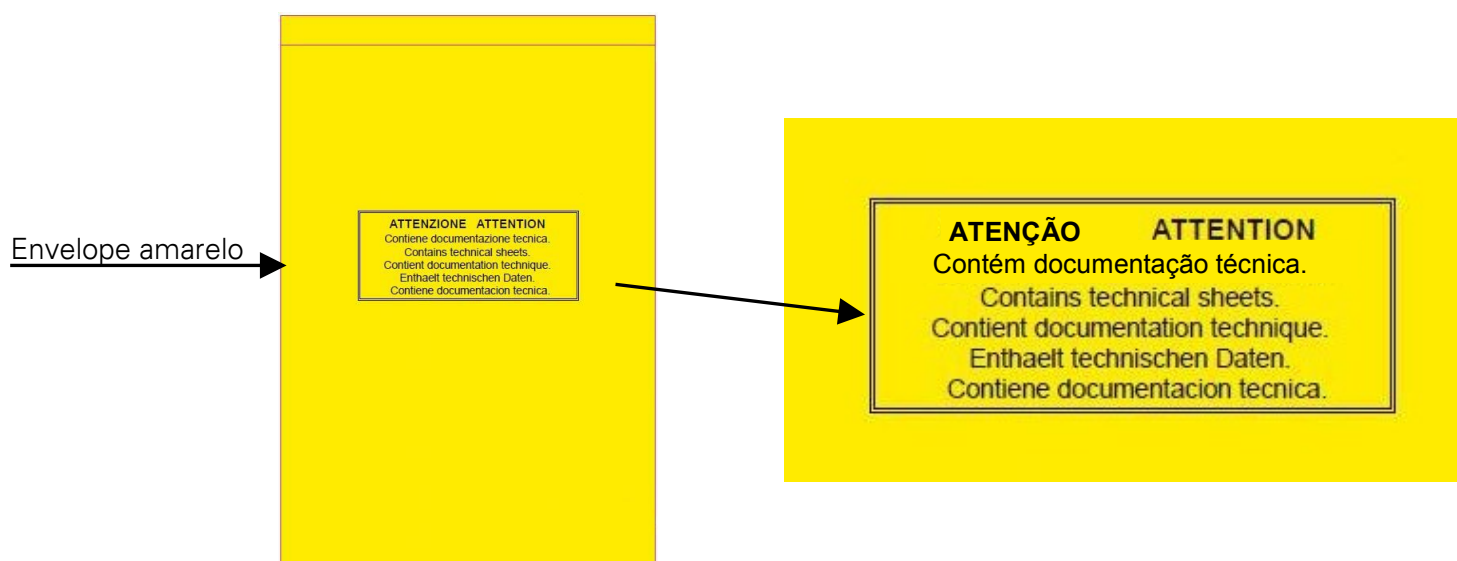 Envelope amarelo
ATTENZIONE ATTENTION
Contiene documentazione tecnica.
Contains technical sheets.
Contient documentation technique.
Enthaelt technischen Daten.
Contiene documentacion tecnica.
ATENÇÃO ATTENTION
Contém documentação técnica.
Contains technical sheets.
Contient documentation technique.
Enthaelt technischen Daten.
Contiene documentacion tecnica.